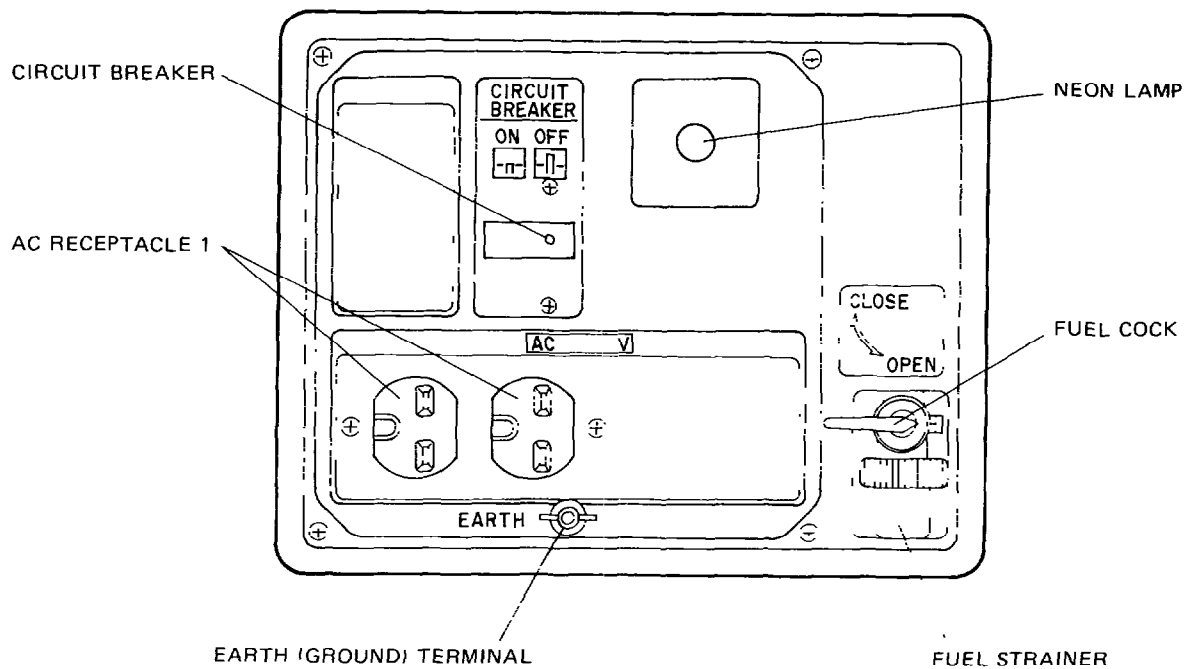 CIRCUIT BREAKER
CIRCUIT
BREAKER
ON OFF
NEON LAMP
AC RECEPTACLE 1
CLOSE
OPEN
FUEL COCK
AC V
EARTH
EARTH (GROUND) TERMINAL
FUEL STRAINER